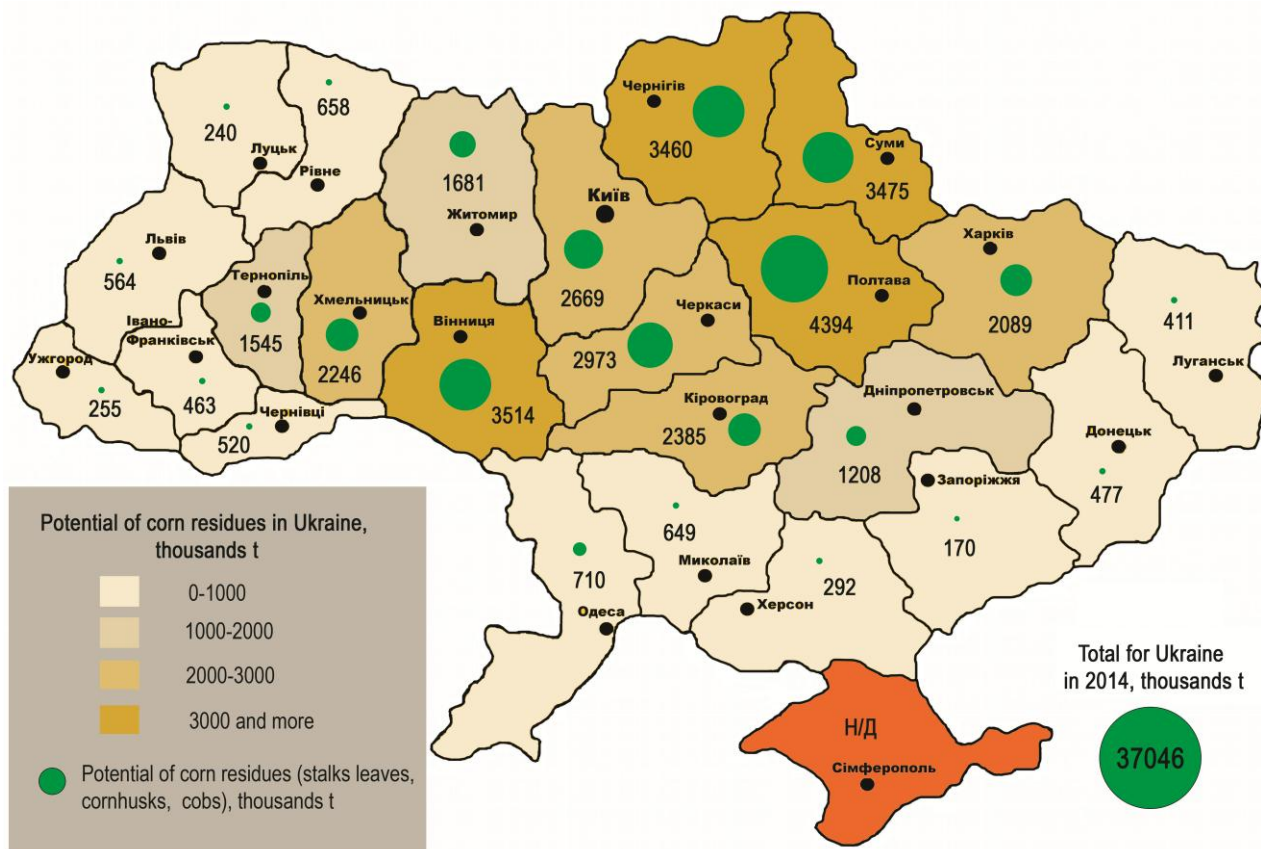 240
Луцьк
658
Рівне
1681
Житомир
Київ
2669
Чернігів
3460
Суми
3475
Львів
564
Тернопіль
1545
Хмельницьк
2246
Вінниця
3514
Черкаси
2973
Полтава
4394
Харків
2089
411
Луганськ
Ужгород
255
Івано-
Франківськ
463
Чернівці
520
Кіровоград
2385
Дніпропетровськ
1208
Донецьк
477
Запоріжжя
170
649
Миколаїв
710
Одеса
292
Херсон
Н/Д
Сімферополь
Potential of corn residues in Ukraine,
thousands t
0-1000
1000-2000
2000-3000
3000 and more
Potential of corn residues (stalks leaves,
cornhusks, cobs), thousands t
Total for Ukraine
in 2014, thousands t
37046